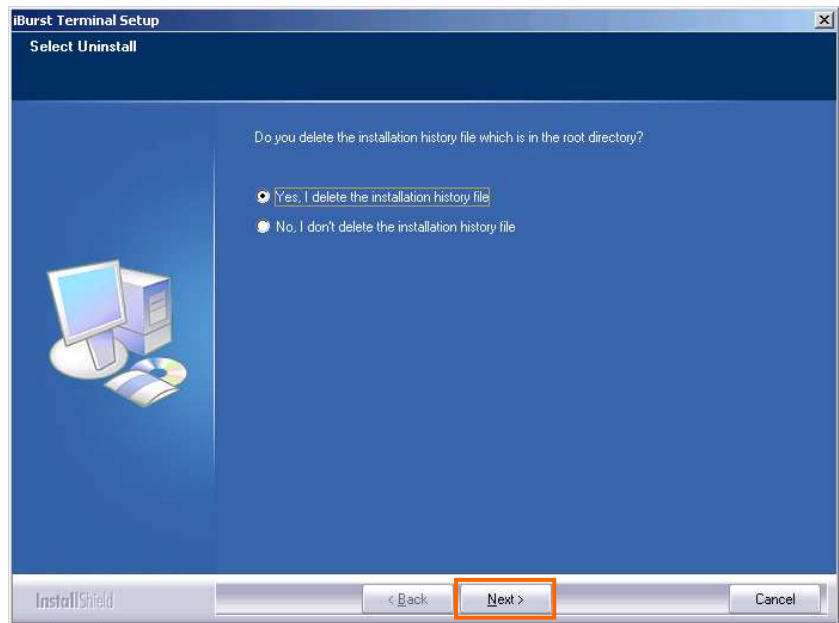 iBurst Terminal Setup
Select Uninstall
Do you delete the installation history file which is in the root directory?
Yes, I delete the installation history file
No, I don't delete the installation history file
InstallShield
< Back
Next >
Cancel